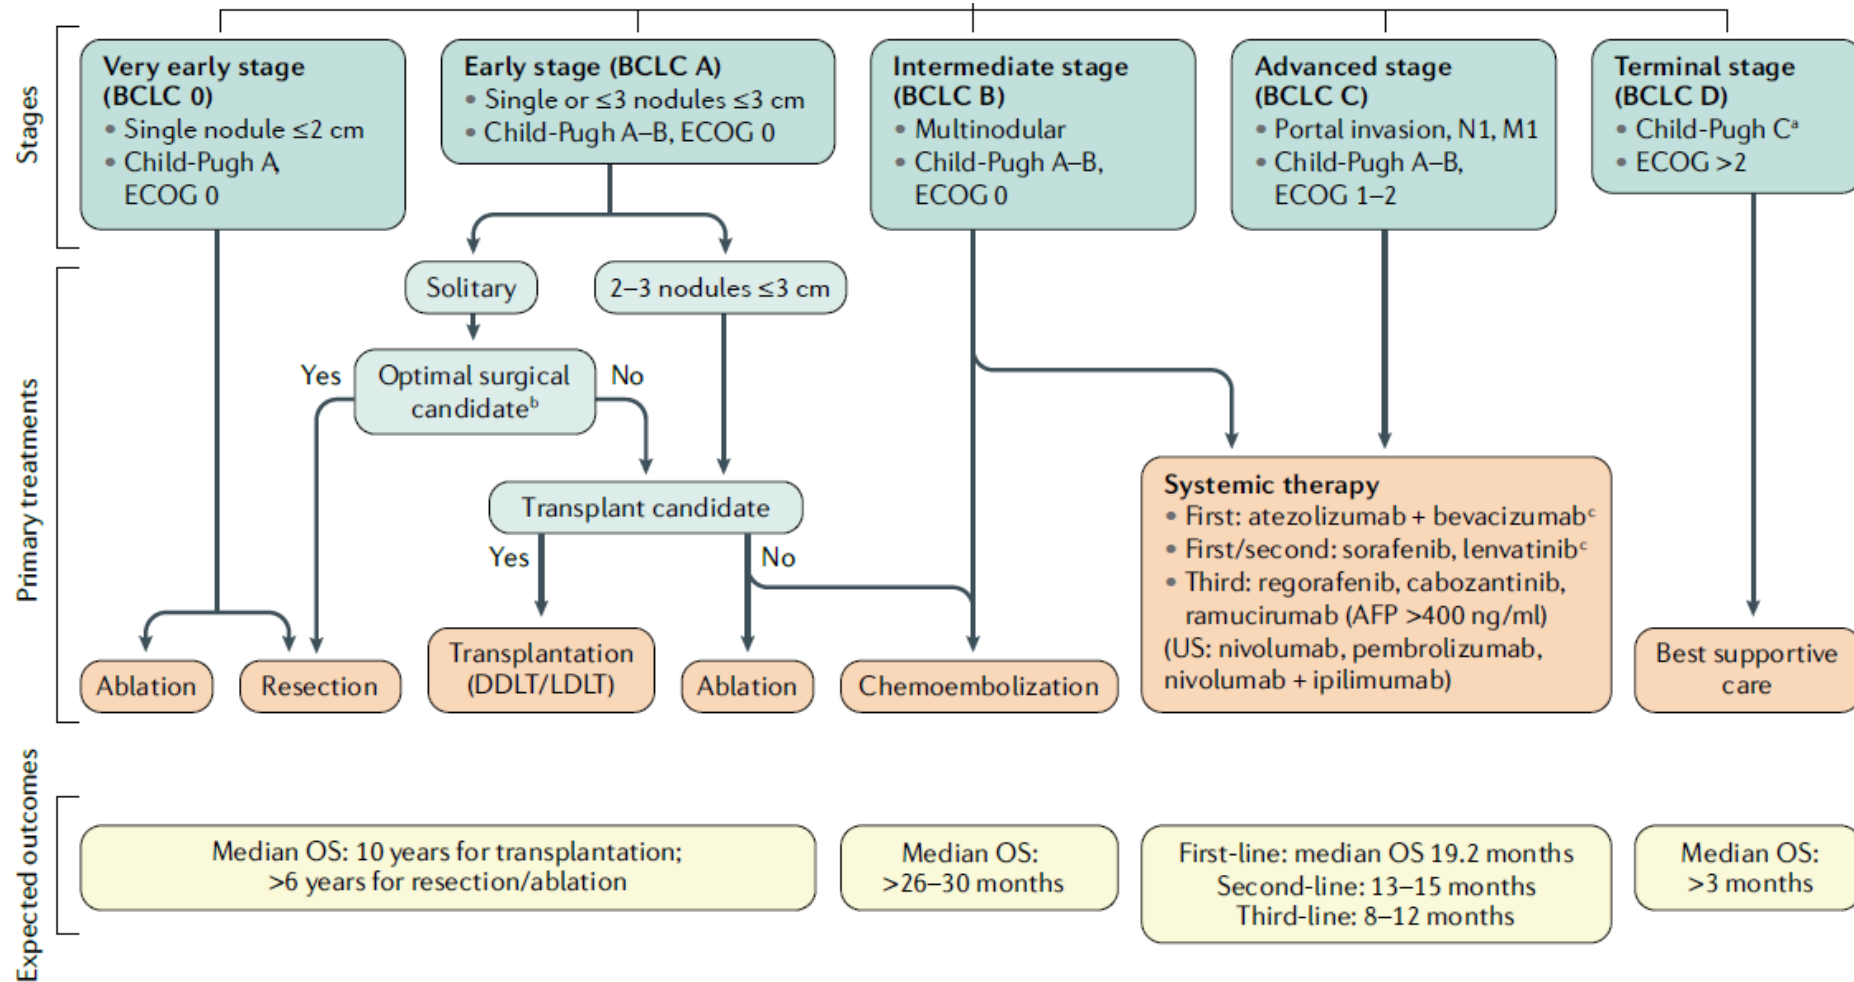 Stages
Very early stage
(BCLC 0)
• Single nodule ≤2 cm
• Child-Pugh A,
ECOG 0
Early stage (BCLC A)
• Single or ≤3 nodules ≤3 cm
• Child-Pugh A–B, ECOG 0
Intermediate stage
(BCLC B)
• Multinodular
• Child-Pugh A–B,
ECOG 0
Advanced stage
(BCLC C)
• Portal invasion, N1, M1
• Child-Pugh A–B,
ECOG 1–2
Terminal stage
(BCLC D)
• Child-Pugh Cᵃ
• ECOG >2
Primary treatments
Solitary
2–3 nodules ≤3 cm
Yes
Optimal surgical
candidateᵇ
No
Transplant candidate
Yes
No
Ablation
Resection
Transplantation
(DDLT/LDLT)
Ablation
Chemoembolization
Systemic therapy
• First: atezolizumab + bevacizumabᶜ
• First/second: sorafenib, lenvatinibᶜ
• Third: regorafenib, cabozantinib,
ramucirumab (AFP >400 ng/ml)
(US: nivolumab, pembrolizumab,
nivolumab + ipilimumab)
Best supportive
care
Expected outcomes
Median OS: 10 years for transplantation;
>6 years for resection/ablation
Median OS:
>26–30 months
First-line: median OS 19.2 months
Second-line: 13–15 months
Third-line: 8–12 months
Median OS:
>3 months